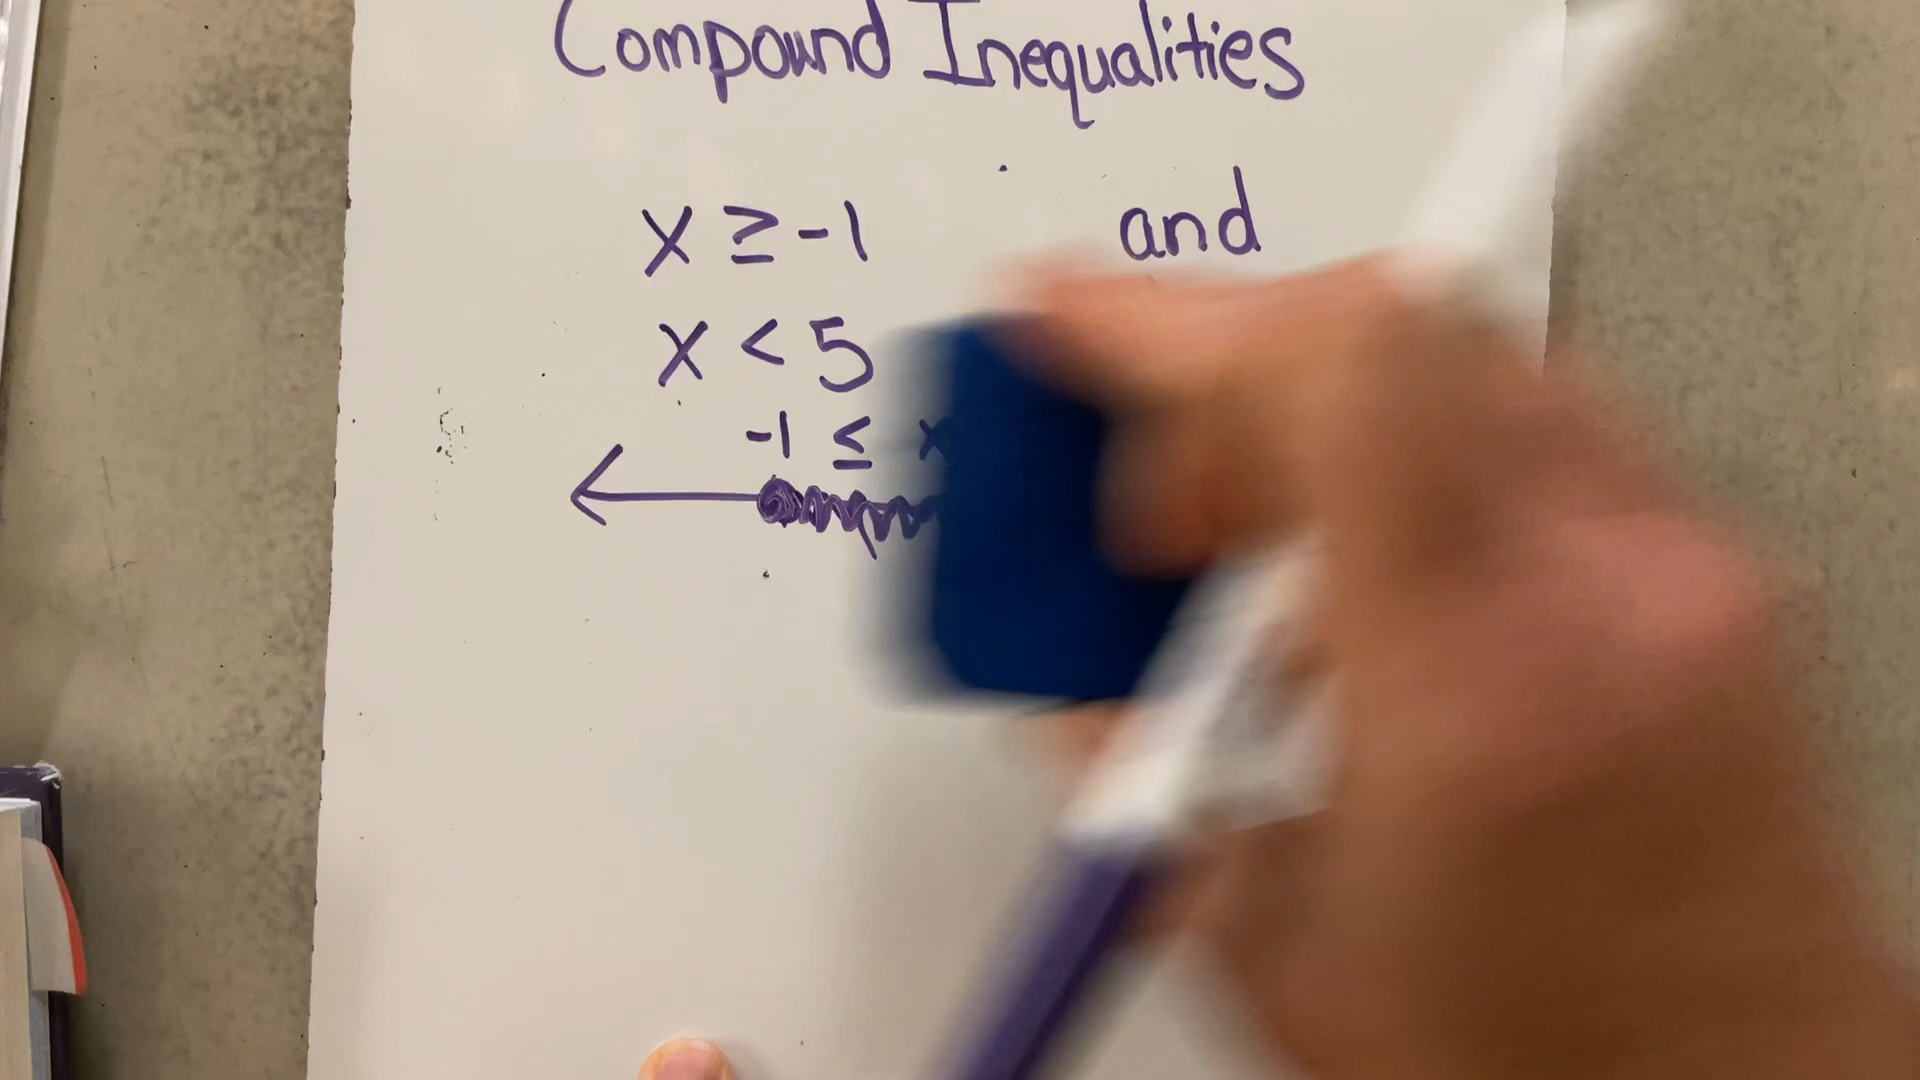 Compound Inequalities
x ≥ -1 and
x < 5
-1 ≤ x